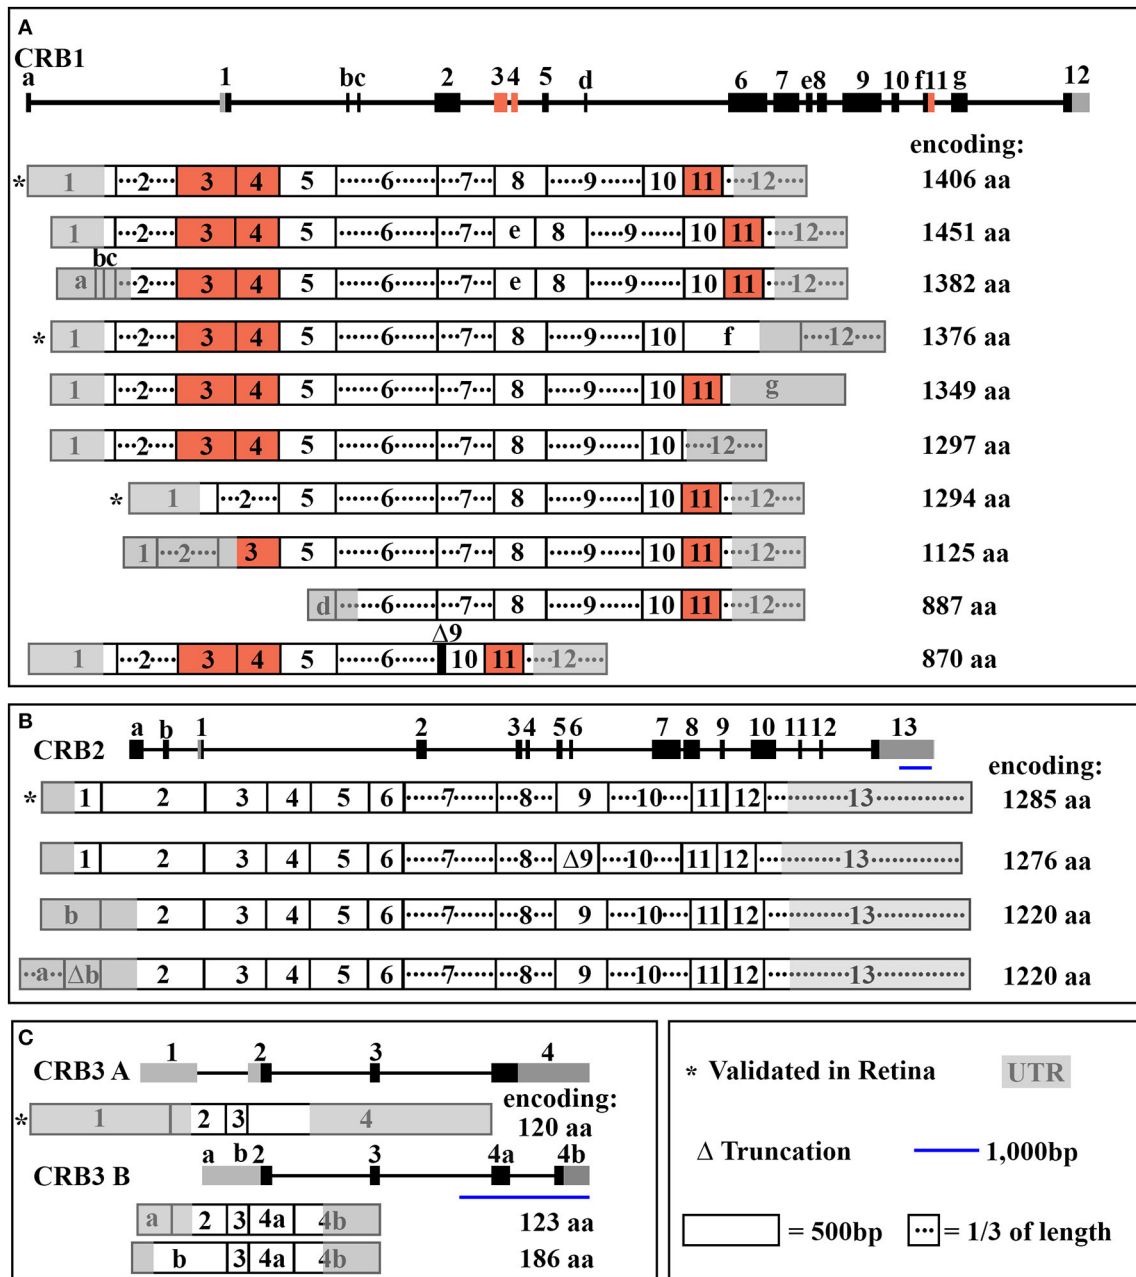 A
CRB1
a 1 bc 2 3 4 5 d 6 7 e8 9 10 f11 g 12
encoding:
* 1 2 3 4 5 6 7 8 9 10 11 12 1406 aa
1 2 3 4 5 6 7 e 8 9 10 11 12 1451 aa
bc
a 2 3 4 5 6 7 e 8 9 10 11 12 1382 aa
* 1 2 3 4 5 6 7 8 9 10 f 12 1376 aa
1 2 3 4 5 6 7 8 9 10 11 g 1349 aa
1 2 3 4 5 6 7 8 9 10 12 1297 aa
* 1 2 5 6 7 8 9 10 11 12 1294 aa
1 2 3 5 6 7 8 9 10 11 12 1125 aa
d 6 7 8 9 10 11 12 887 aa
Δ9
1 2 3 4 5 6 10 11 12 870 aa
B
CRB2
a b 1 2 3 4 5 6 7 8 9 10 11 12 13
encoding:
* 1 2 3 4 5 6 7 8 9 10 11 12 13 1285 aa
1 2 3 4 5 6 7 8 Δ9 10 11 12 13 1276 aa
b 2 3 4 5 6 7 8 9 10 11 12 13 1220 aa
a Δb 2 3 4 5 6 7 8 9 10 11 12 13 1220 aa
C
1 2 3 4
CRB3 A
encoding:
* 1 2 3 4 120 aa
a b 2 3 4a 4b
CRB3 B
a 2 3 4a 4b 123 aa
b 3 4a 4b 186 aa
* Validated in Retina UTR
Δ Truncation 1,000bp
= 500bp ··· = 1/3 of length